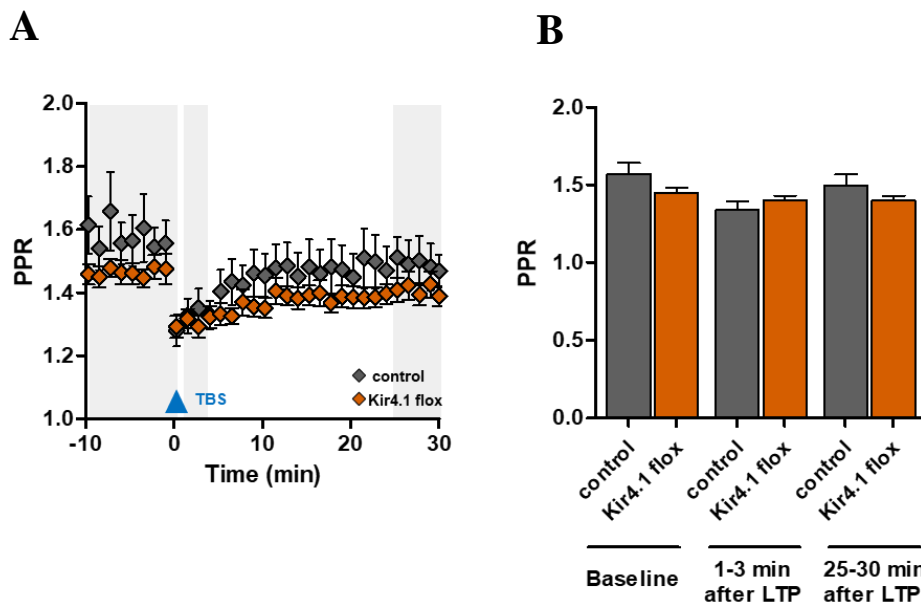 A
2.0
1.8
1.6
1.4
1.2
1.0
PPR
control
Kir4.1 flox
TBS
-10 0 10 20 30
Time (min)
B
2.0
1.5
1.0
0.5
0.0
PPR
control
Kir4.1 flox
control
Kir4.1 flox
control
Kir4.1 flox
Baseline
1-3 min
after LTP
25-30 min
after LTP